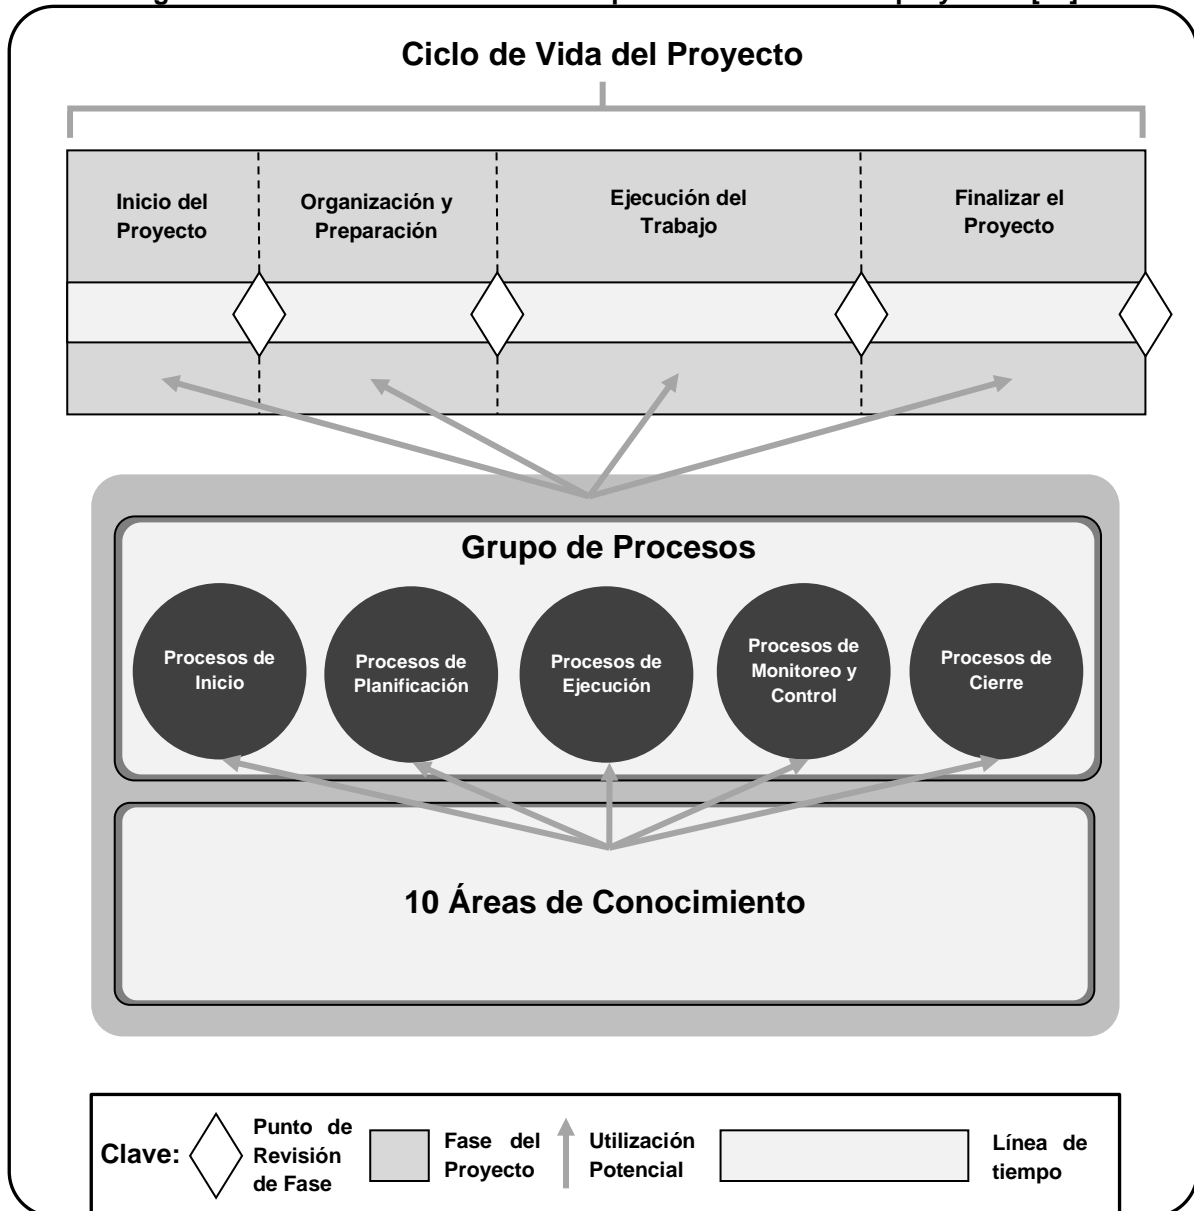 Ciclo de Vida del Proyecto
Inicio del
Proyecto
Organización y
Preparación
Ejecución del
Trabajo
Finalizar el
Proyecto
Grupo de Procesos
Procesos de
Inicio
Procesos de
Planificación
Procesos de
Ejecución
Procesos de
Monitoreo y
Control
Procesos de
Cierre
10 Áreas de Conocimiento
Clave:
Punto de
Revisión
de Fase
Fase del
Proyecto
Utilización
Potencial
Línea de
tiempo